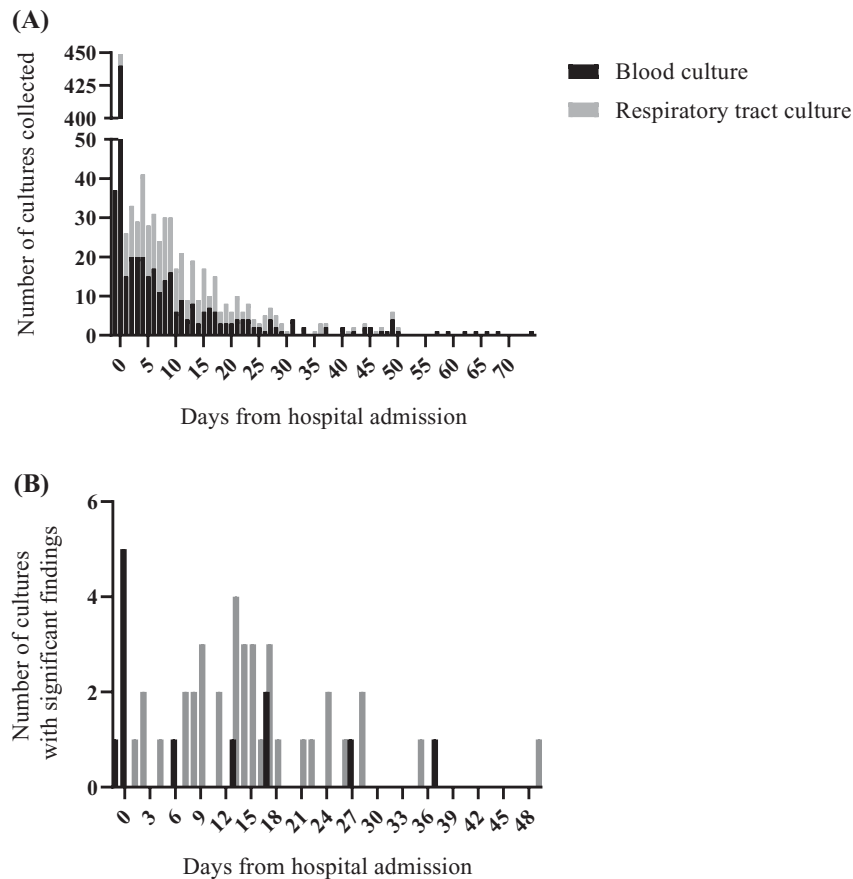 (A)
Number of cultures collected
450
425
400
50
40
30
20
10
0
0 5 10 15 20 25 30 35 40 45 50 55 60 65 70
Days from hospital admission
Blood culture
Respiratory tract culture
(B)
Number of cultures
with significant findings
6
4
2
0
0 3 6 9 12 15 18 21 24 27 30 33 36 39 42 45 48
Days from hospital admission